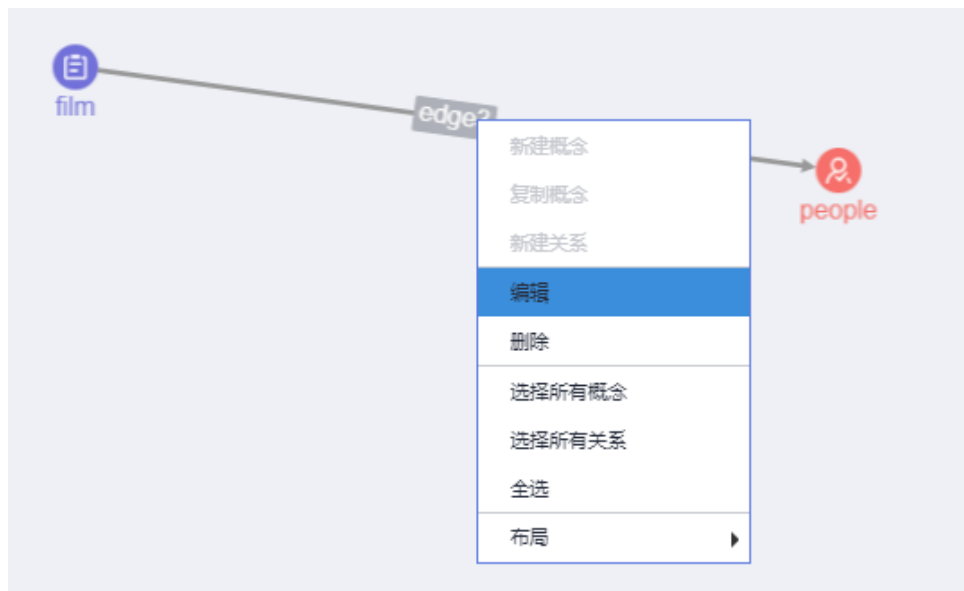 film
edge?
people
新建概念
复制概念
新建关系
编辑
删除
选择所有概念
选择所有关系
全选
布局